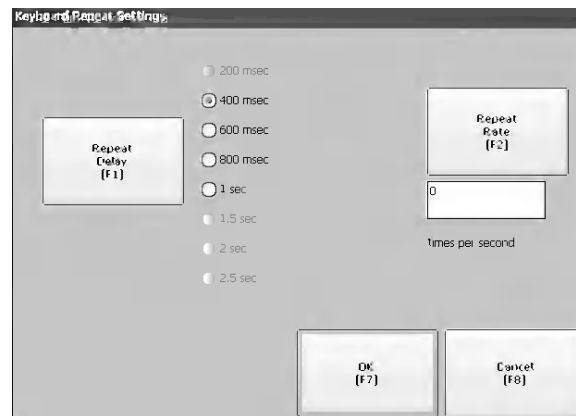 Keyboard Repeat Settings
200 msec
400 msec
600 msec
800 msec
1 sec
1.5 sec
2 sec
2.5 sec
Repeat
Delay
[F1]
Repeat
Rate
[F2]
0
times per second
OK
[F7]
Cancel
[F8]